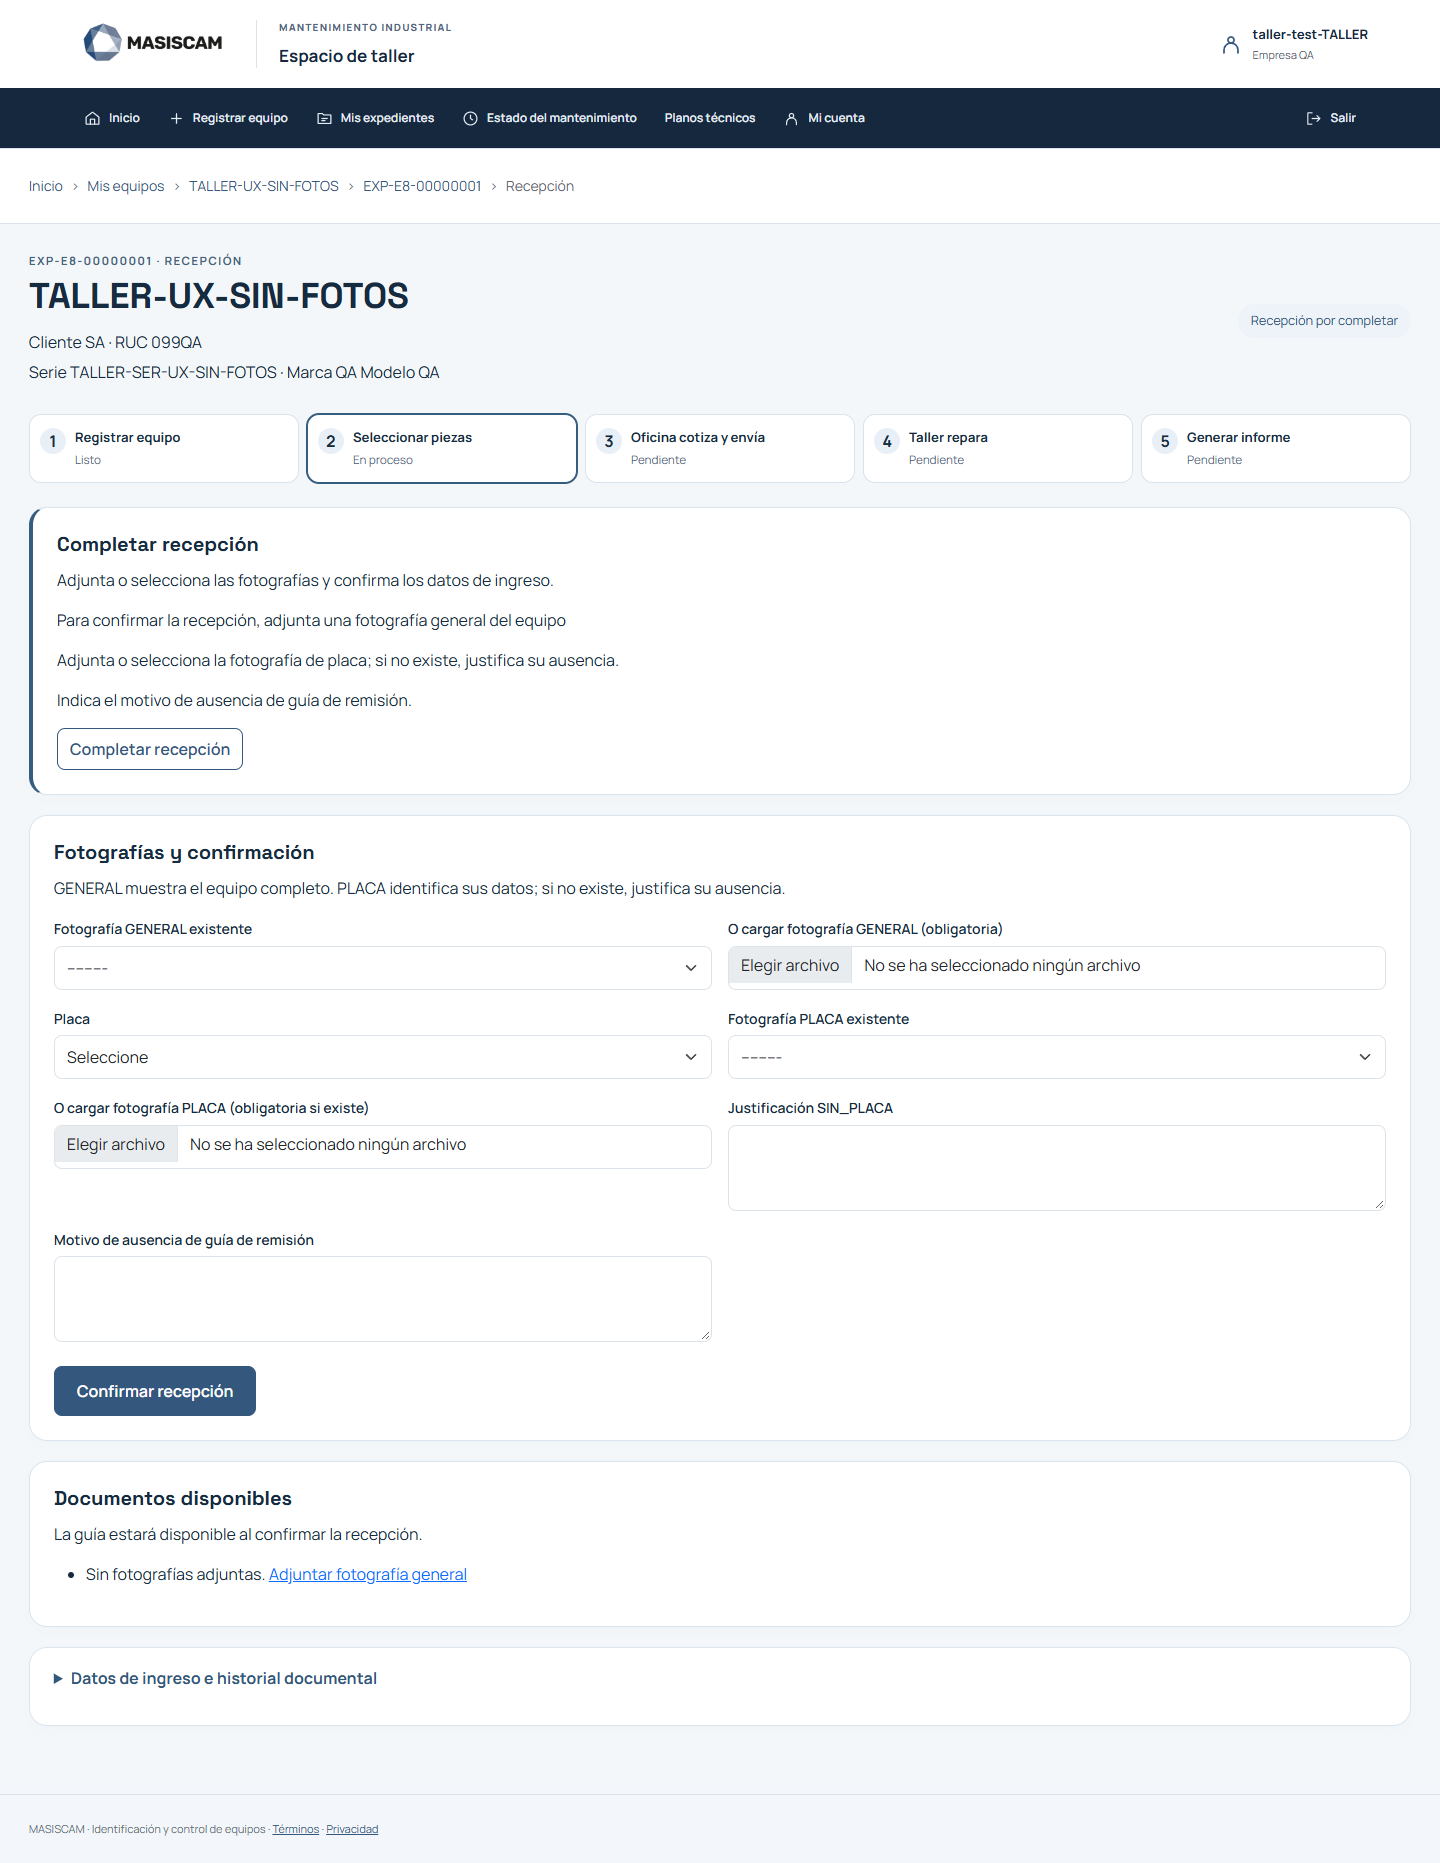 MASISCAM
MANTENIMIENTO INDUSTRIAL
Espacio de taller
taller-test-TALLER
Empresa QA
Inicio
Registrar equipo
Mis expedientes
Estado del mantenimiento
Planos técnicos
Mi cuenta
Salir
Inicio > Mis equipos > TALLER-UX-SIN-FOTOS > EXP-E8-00000001 > Recepción
EXP-E8-00000001 · RECEPCIÓN
TALLER-UX-SIN-FOTOS
Cliente SA · RUC 099QA
Serie TALLER-SER-UX-SIN-FOTOS · Marca QA Modelo QA
Recepción por completar
1 Registrar equipo
Listo
2 Seleccionar piezas
En proceso
3 Oficina cotiza y envía
Pendiente
4 Taller repara
Pendiente
5 Generar informe
Pendiente
Completar recepción
Adjunta o selecciona las fotografías y confirma los datos de ingreso.
Para confirmar la recepción, adjunta una fotografía general del equipo
Adjunta o selecciona la fotografía de placa; si no existe, justifica su ausencia.
Indica el motivo de ausencia de guía de remisión.
Completar recepción
Fotografías y confirmación
GENERAL muestra el equipo completo. PLACA identifica sus datos; si no existe, justifica su ausencia.
Fotografía GENERAL existente
---------
O cargar fotografía GENERAL (obligatoria)
Elegir archivo No se ha seleccionado ningún archivo
Placa
Seleccione
Fotografía PLACA existente
---------
O cargar fotografía PLACA (obligatoria si existe)
Elegir archivo No se ha seleccionado ningún archivo
Justificación SIN_PLACA
Motivo de ausencia de guía de remisión
Confirmar recepción
Documentos disponibles
La guía estará disponible al confirmar la recepción.
• Sin fotografías adjuntas. Adjuntar fotografía general
Datos de ingreso e historial documental
MASISCAM · Identificación y control de equipos · Términos · Privacidad